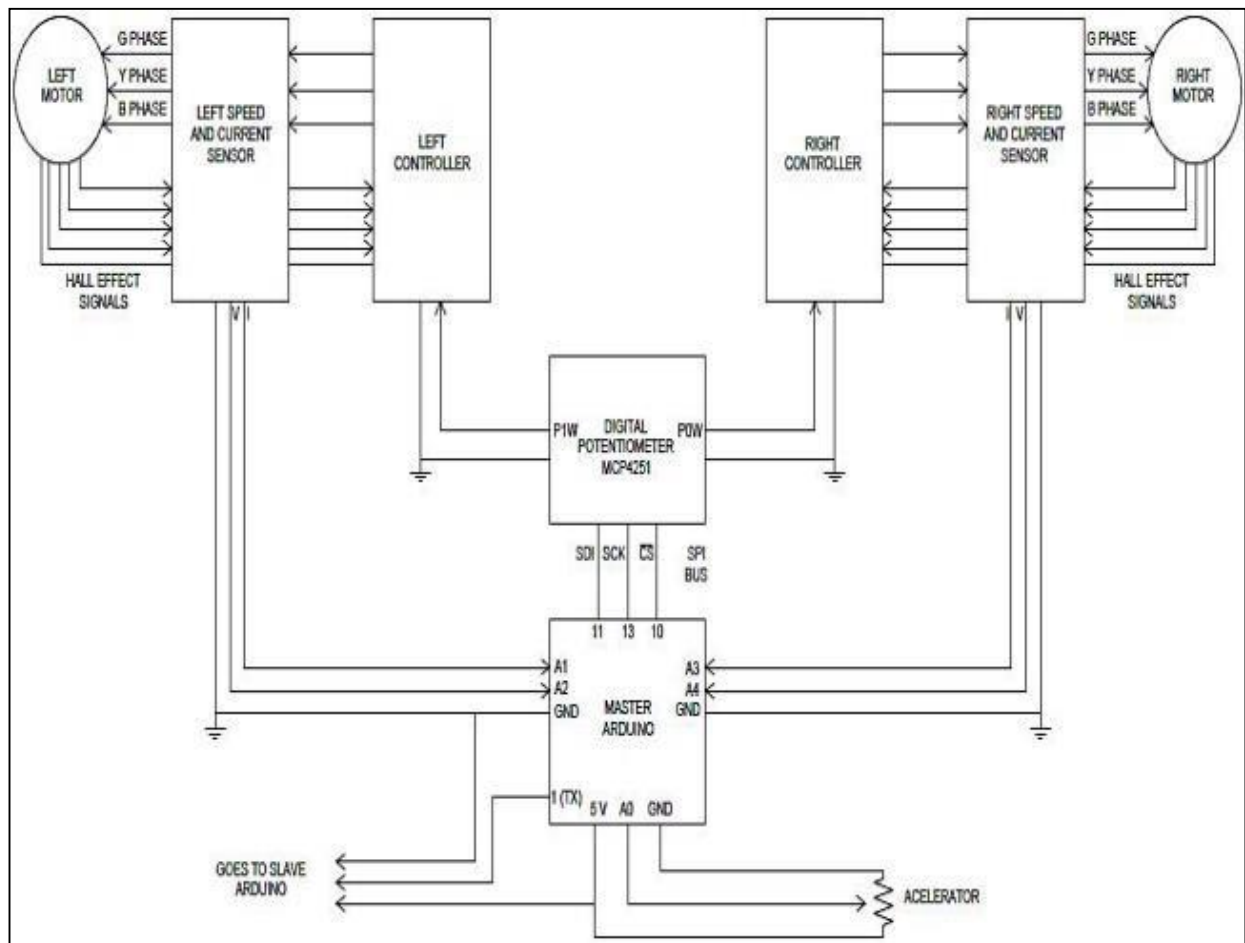 LEFT
MOTOR
G PHASE
Y PHASE
B PHASE
LEFT SPEED
AND CURRENT
SENSOR
LEFT
CONTROLLER
RIGHT
CONTROLLER
RIGHT SPEED
AND CURRENT
SENSOR
G PHASE
Y PHASE
B PHASE
RIGHT
MOTOR
HALL EFFECT
SIGNALS
V I
I V
HALL EFFECT
SIGNALS
P1W
DIGITAL
POTENTIOMETER
MCP4251
P0W
SDI SCK CS SPI
BUS
11 13 10
A1
A2
GND
MASTER
ARDUINO
A3
A4
GND
1 (TX)
5 V A0 GND
GOES TO SLAVE
ARDUINO
ACELERATOR